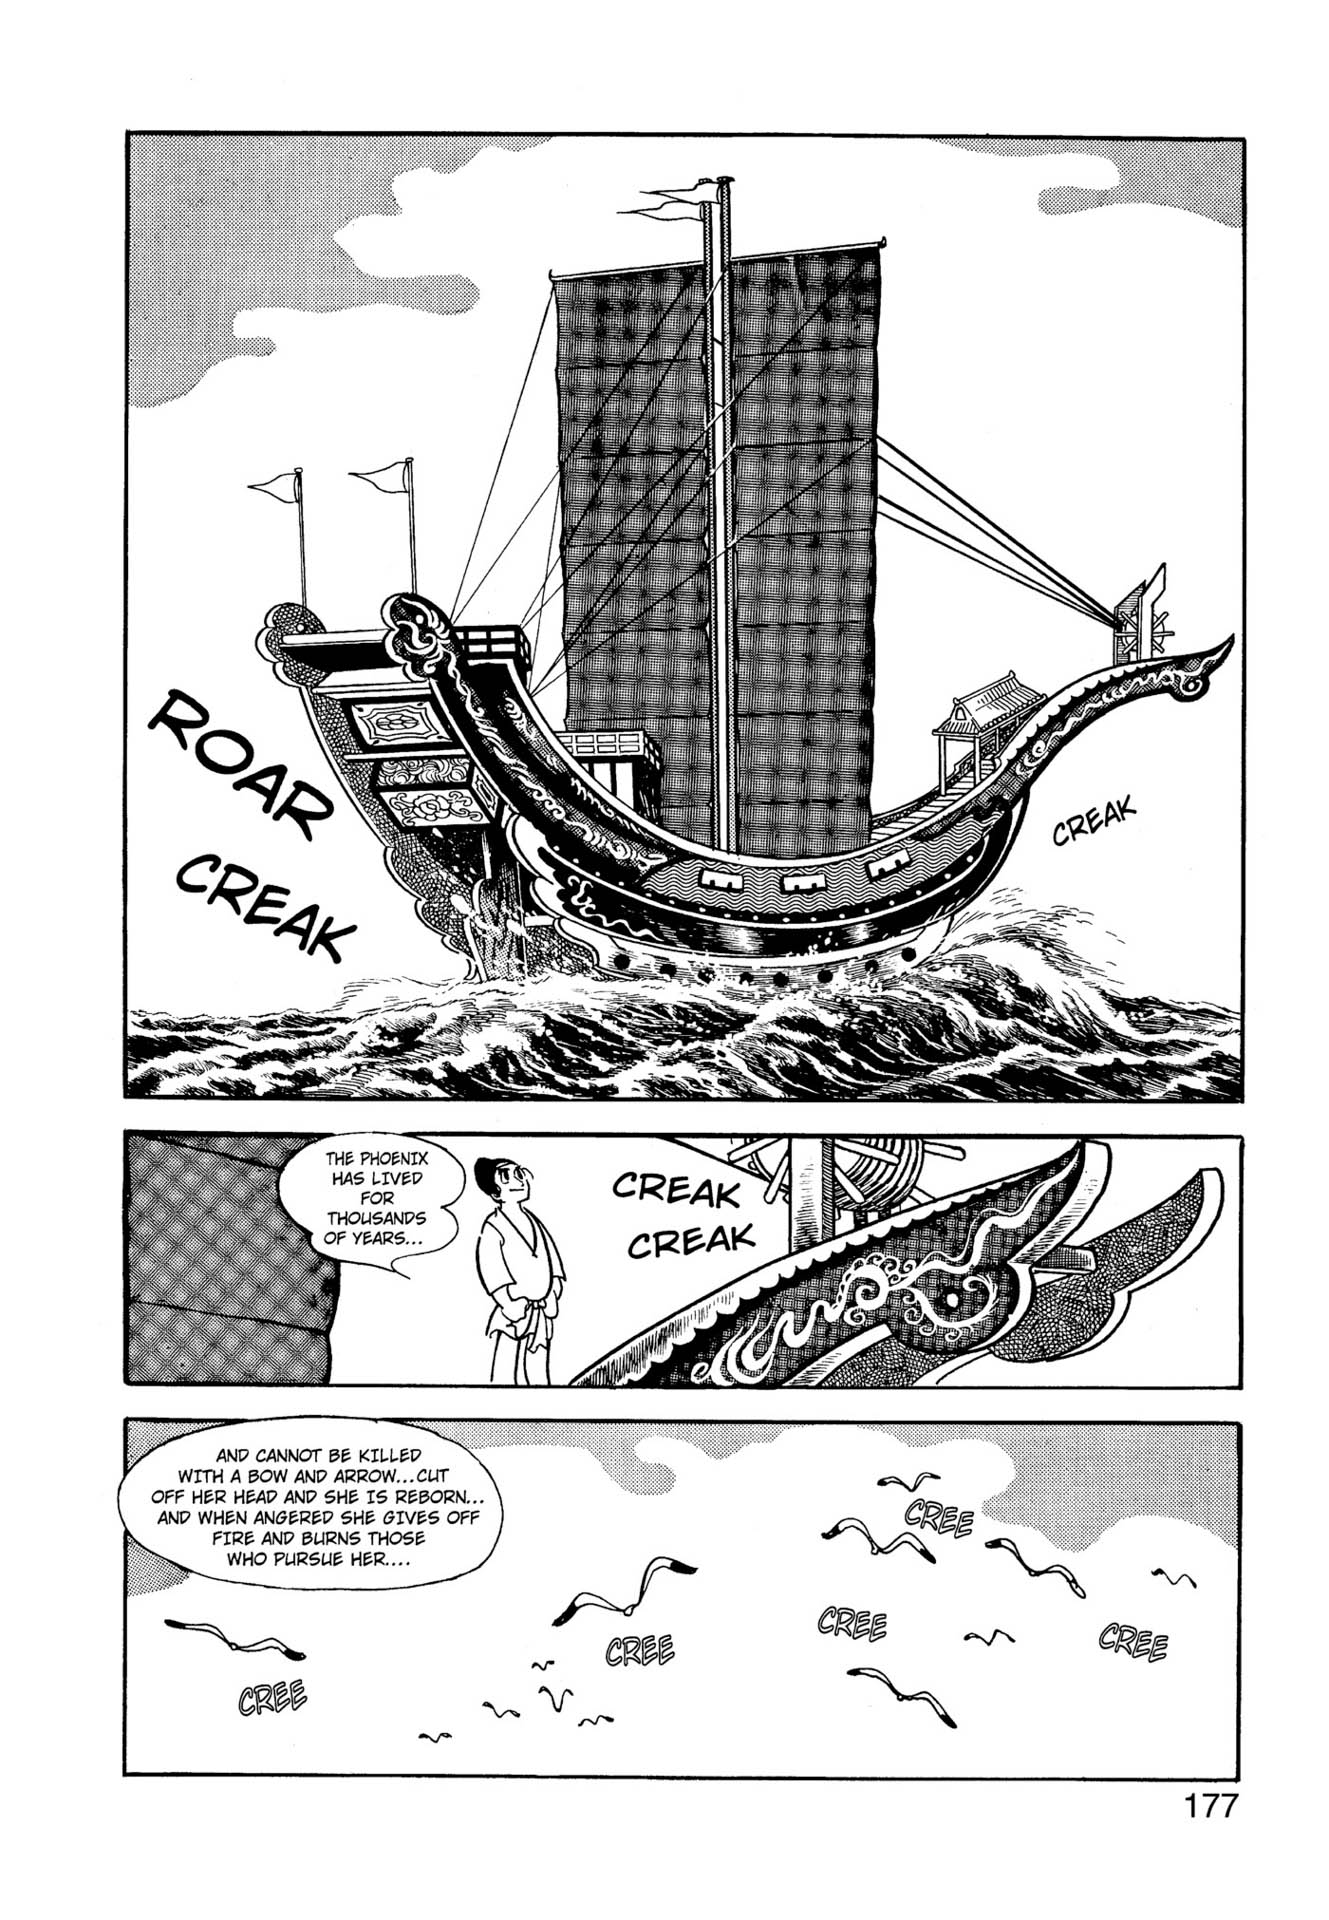 ROAR
CREAK
CREAK
THE PHOENIX
HAS LIVED
FOR
THOUSANDS
OF YEARS...
CREAK
CREAK
AND CANNOT BE KILLED
WITH A BOW AND ARROW...CUT
OFF HER HEAD AND SHE IS REBORN...
AND WHEN ANGERED SHE GIVES OFF
FIRE AND BURNS THOSE
WHO PURSUE HER....
CREE
CREE
CREE
CREE
CREE
177